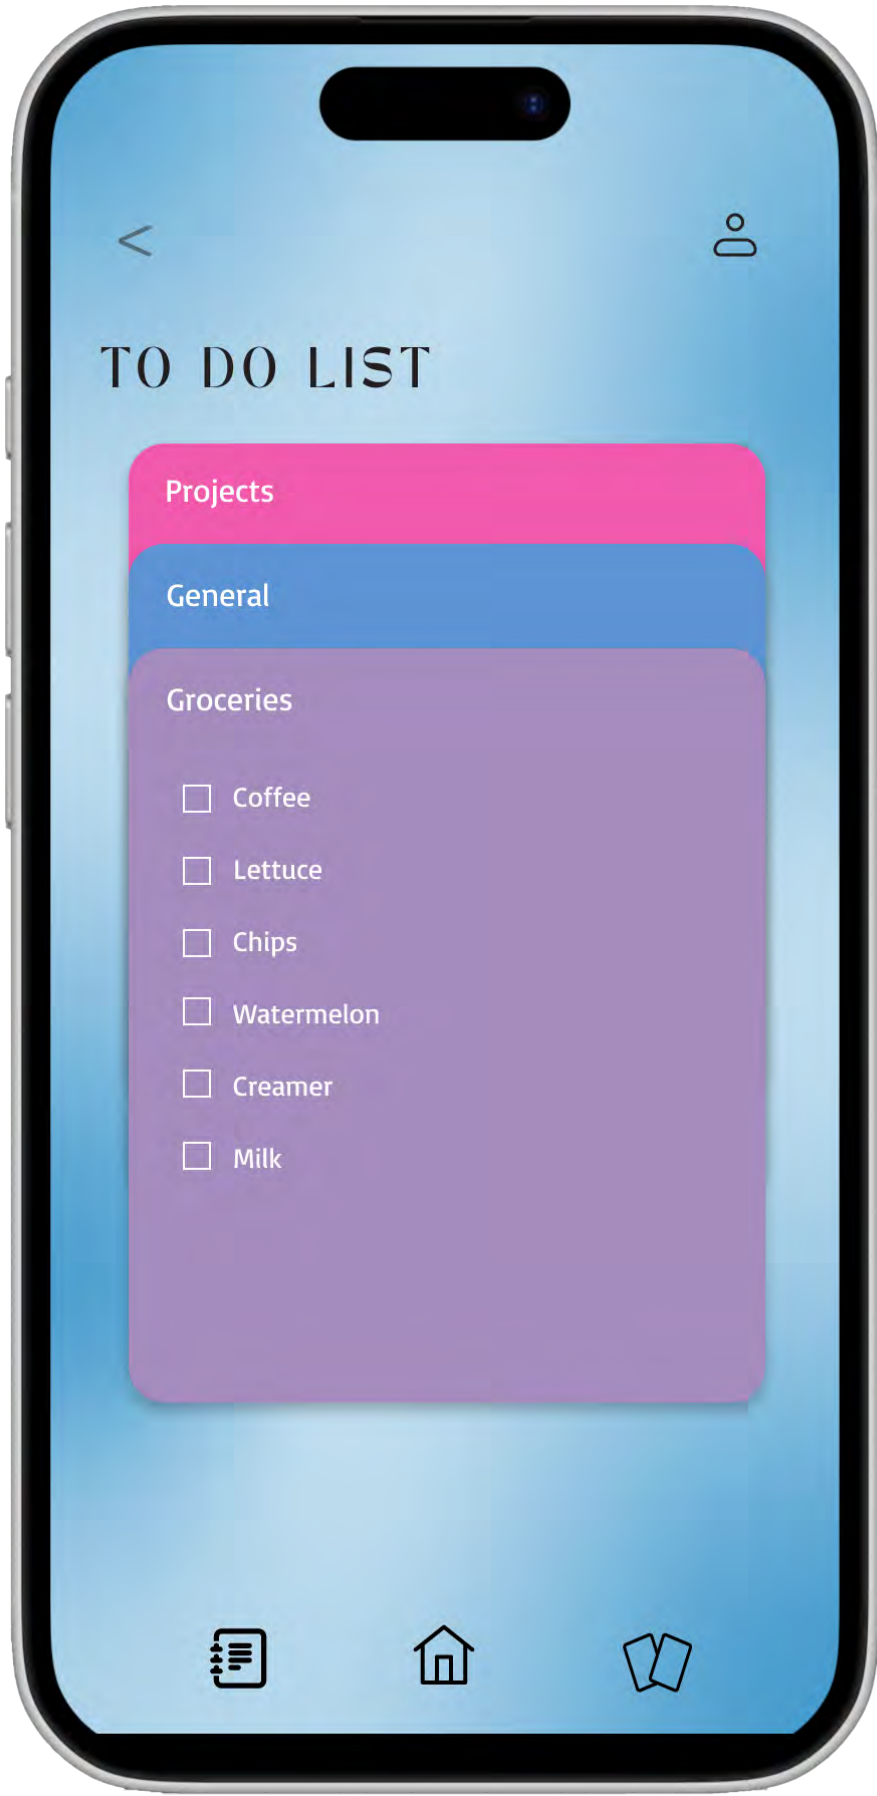 TO DO LIST
Projects
General
Groceries
Coffee
Lettuce
Chips
Watermelon
Creamer
Milk